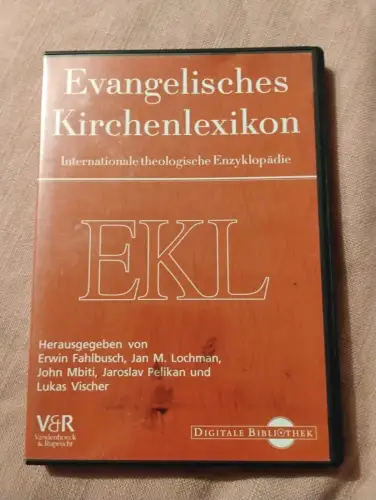 Evangelisches
Kirchenlexikon
Internationale theologische Enzyklopädie
EKL
Herausgegeben von
Erwin Fahlbusch, Jan M. Lochman,
John Mbiti, Jaroslav Pelikan und
Lukas Vischer
V&R
Vandenhoeck
& Ruprecht
DIGITALE BIBLIOTHEK